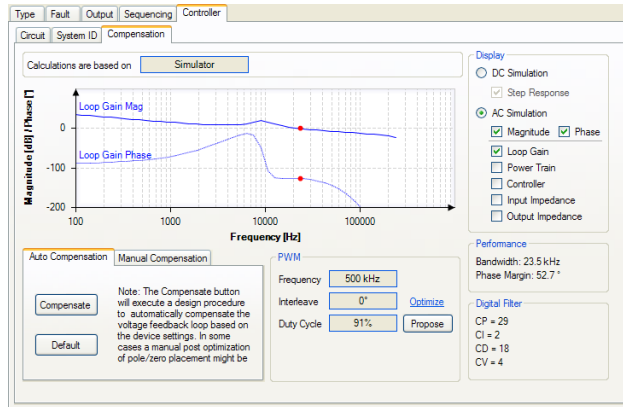 Type Fault Output Sequencing Controller
Circuit System ID Compensation
Calculations are based on Simulator
Loop Gain Mag
Loop Gain Phase
Magnitude [dB] / Phase [°]
0
-100
-200
100 1000 10000 100000
Frequency [Hz]
Display
DC Simulation
Step Response
AC Simulation
Magnitude Phase
Loop Gain
Power Train
Controller
Input Impedance
Output Impedance
Auto Compensation Manual Compensation
Compensate
Default
Note: The Compensate button
will execute a design procedure
to automatically compensate the
voltage feedback loop based on
the device settings. In some
cases a manual post optimization
of pole/zero placement might be
PWM
Frequency 500 kHz
Interleave 0° Optimize
Duty Cycle 91% Propose
Performance
Bandwidth: 23.5 kHz
Phase Margin: 52.7 °
Digital Filter
CP = 29
CI = 2
CD = 18
CV = 4